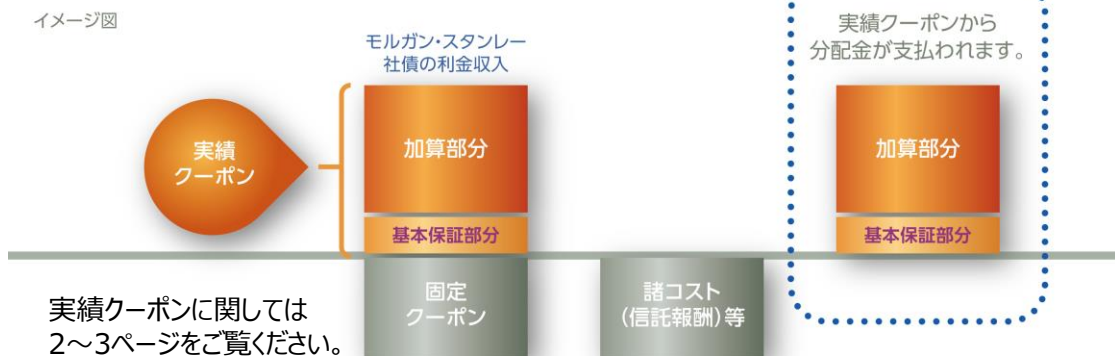 イメージ図
モルガン・スタンレー
社債の利金収入
実績クーポンから
分配金が支払われます。
実績
クーポン
加算部分
加算部分
基本保証部分
基本保証部分
固定
クーポン
諸コスト
(信託報酬)等
実績クーポンに関しては
2～3ページをご覧ください。